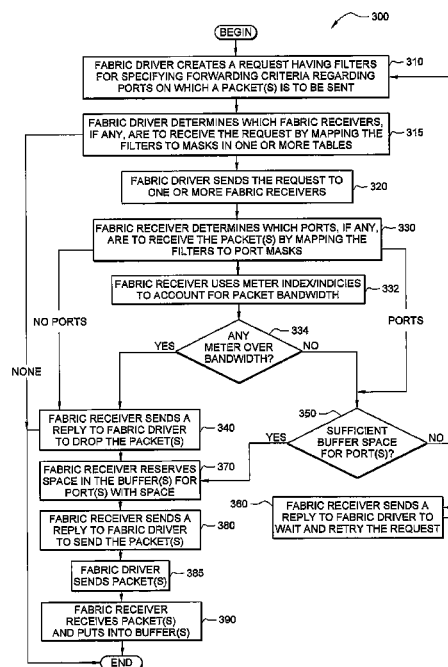 300
BEGIN
FABRIC DRIVER CREATES A REQUEST HAVING FILTERS
FOR SPECIFYING FORWARDING CRITERIA REGARDING
PORTS ON WHICH A PACKET(S) IS TO BE SENT
310
FABRIC DRIVER DETERMINES WHICH FABRIC RECEIVERS,
IF ANY, ARE TO RECEIVE THE REQUEST BY MAPPING THE
FILTERS TO MASKS IN ONE OR MORE TABLES
315
FABRIC DRIVER SENDS THE REQUEST TO
ONE OR MORE FABRIC RECEIVERS
320
FABRIC RECEIVER DETERMINES WHICH PORTS, IF ANY,
ARE TO RECEIVE THE PACKET(S) BY MAPPING THE
FILTERS TO PORT MASKS
330
FABRIC RECEIVER USES METER INDEX/INDICIES
TO ACCOUNT FOR PACKET BANDWIDTH
332
NO PORTS
PORTS
ANY
METER OVER
BANDWIDTH?
334
YES
NO
NONE
FABRIC RECEIVER SENDS A
REPLY TO FABRIC DRIVER
TO DROP THE PACKET(S)
340
SUFFICIENT
BUFFER SPACE
FOR PORT(S)?
350
YES
NO
FABRIC RECEIVER RESERVES
SPACE IN THE BUFFER(S) FOR
PORT(S) WITH SPACE
370
FABRIC RECEIVER SENDS A
REPLY TO FABRIC DRIVER TO
WAIT AND RETRY THE REQUEST
360
FABRIC RECEIVER SENDS A
REPLY TO FABRIC DRIVER TO
SEND THE PACKET(S)
380
FABRIC DRIVER
SENDS PACKET(S)
385
FABRIC RECEIVER
RECEIVES PACKET(S)
AND PUTS INTO BUFFER(S)
390
END